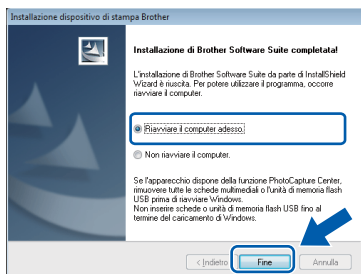 Installazione dispositivo di stampa Brother
Installazione di Brother Software Suite completata!
L'installazione di Brother Software Suite da parte di InstallShield
Wizard è riuscita. Per potere utilizzare il programma, occorre
riavviare il computer.
Riavviare il computer adesso.
Non riavviare il computer.
Se l'apparecchio dispone della funzione PhotoCapture Center,
rimuovere tutte le schede multimediali o l'unità di memoria flash
USB prima di riavviare Windows.
Non inserire schede o unità di memoria flash USB fino al
termine del caricamento di Windows.
< Indietro
Fine
Annulla